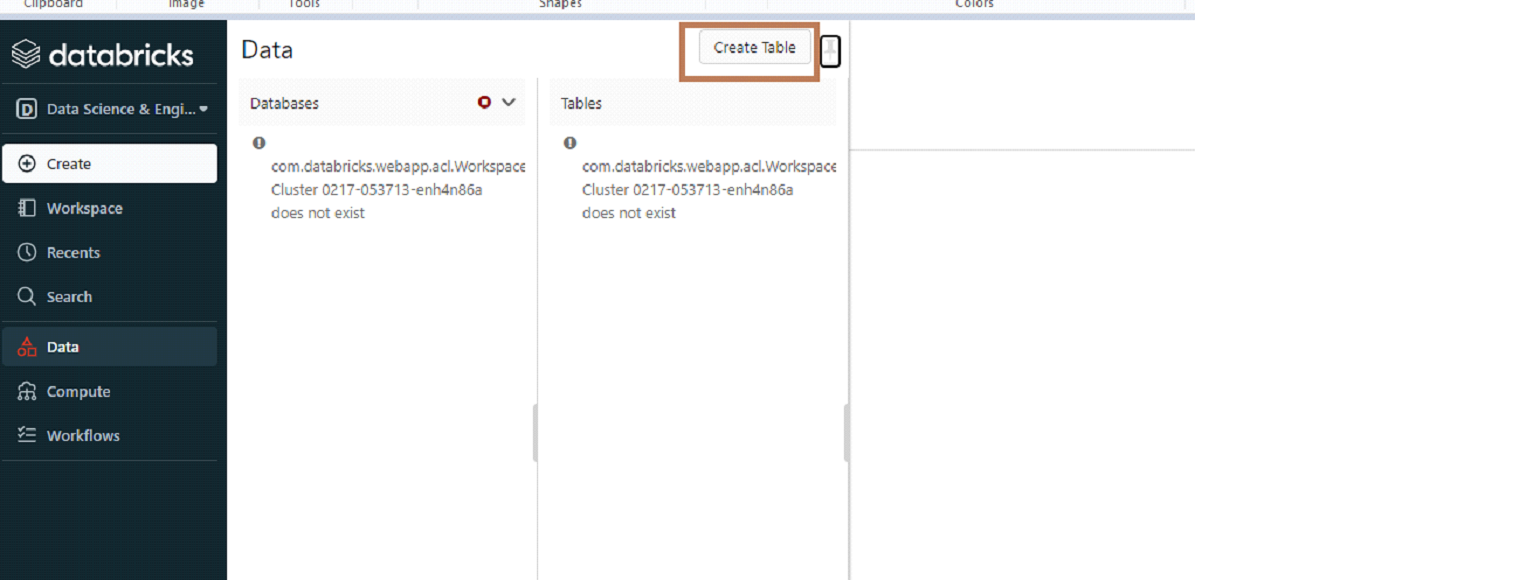 Clipboard
Image
Tools
Shapes
Colors
databricks
Data Science & Engi...
Create
Workspace
Recents
Search
Data
Compute
Workflows
Data
Create Table
Databases
com.databricks.webapp.acl.Workspace
Cluster 0217-053713-enh4n86a
does not exist
Tables
com.databricks.webapp.acl.Workspace
Cluster 0217-053713-enh4n86a
does not exist